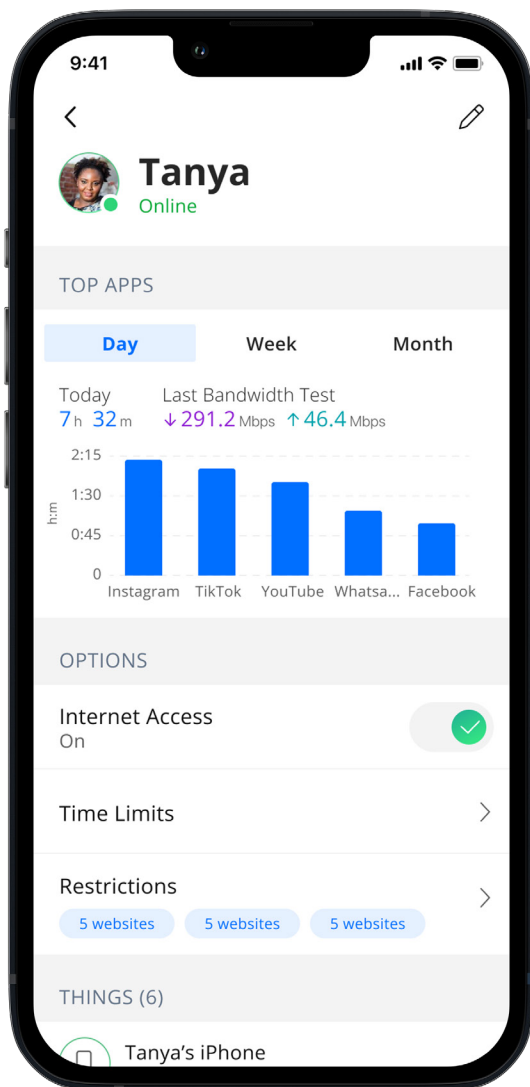 9:41
Tanya
Online
TOP APPS
Day Week Month
Today Last Bandwidth Test
7 h 32 m ↓ 291.2 Mbps ↑ 46.4 Mbps
2:15
1:30
h:m
0:45
0
Instagram TikTok YouTube Whatsa... Facebook
OPTIONS
Internet Access
On
Time Limits
Restrictions
5 websites 5 websites 5 websites
THINGS (6)
Tanya’s iPhone